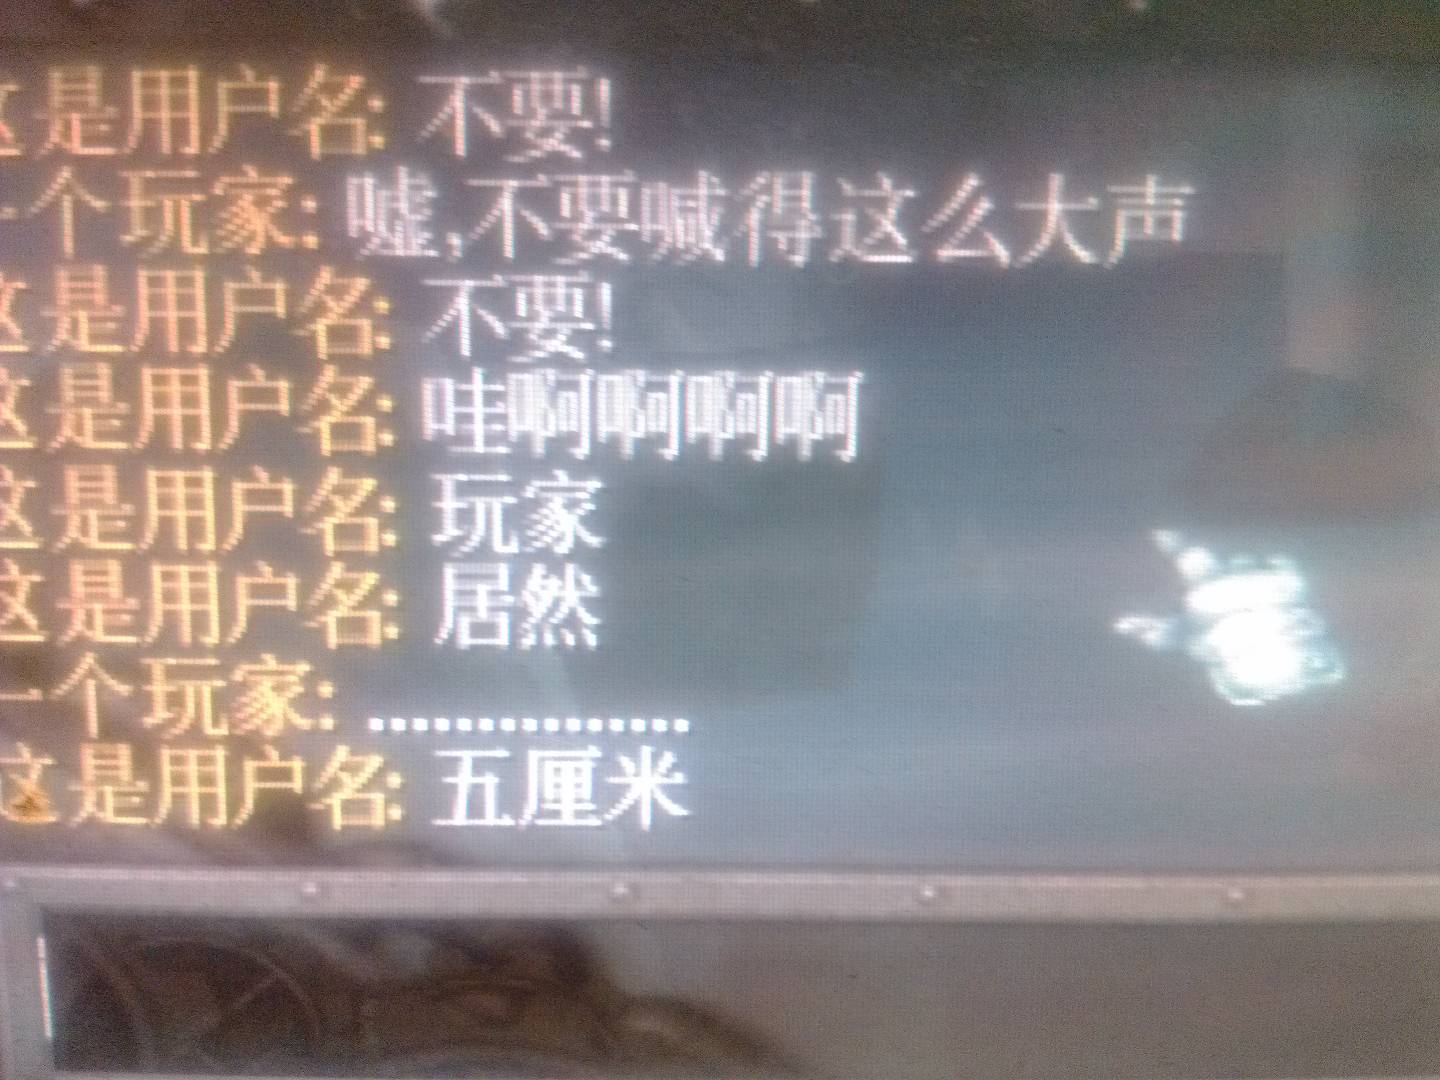 这是用户名: 不要!
一个玩家: 嘘,不要喊得这么大声
这是用户名: 不要!
这是用户名: 哇啊啊啊啊
这是用户名: 玩家
这是用户名: 居然
一个玩家: ...............
这是用户名: 五厘米